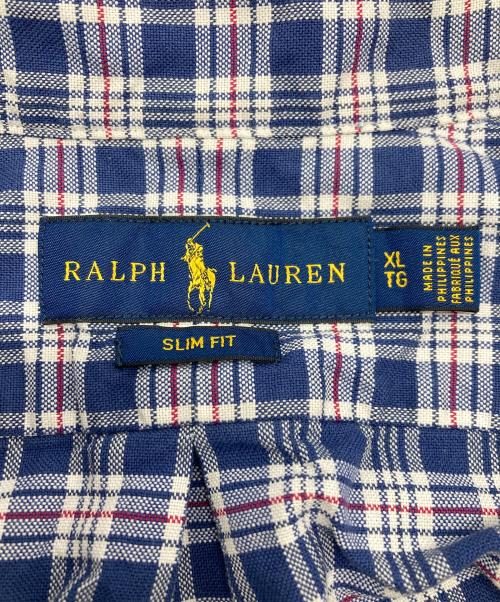 RALPH LAUREN
XL
TG
MADE IN
PHILIPPINES
FABRIQUÉ AUX
PHILIPPINES
SLIM FIT